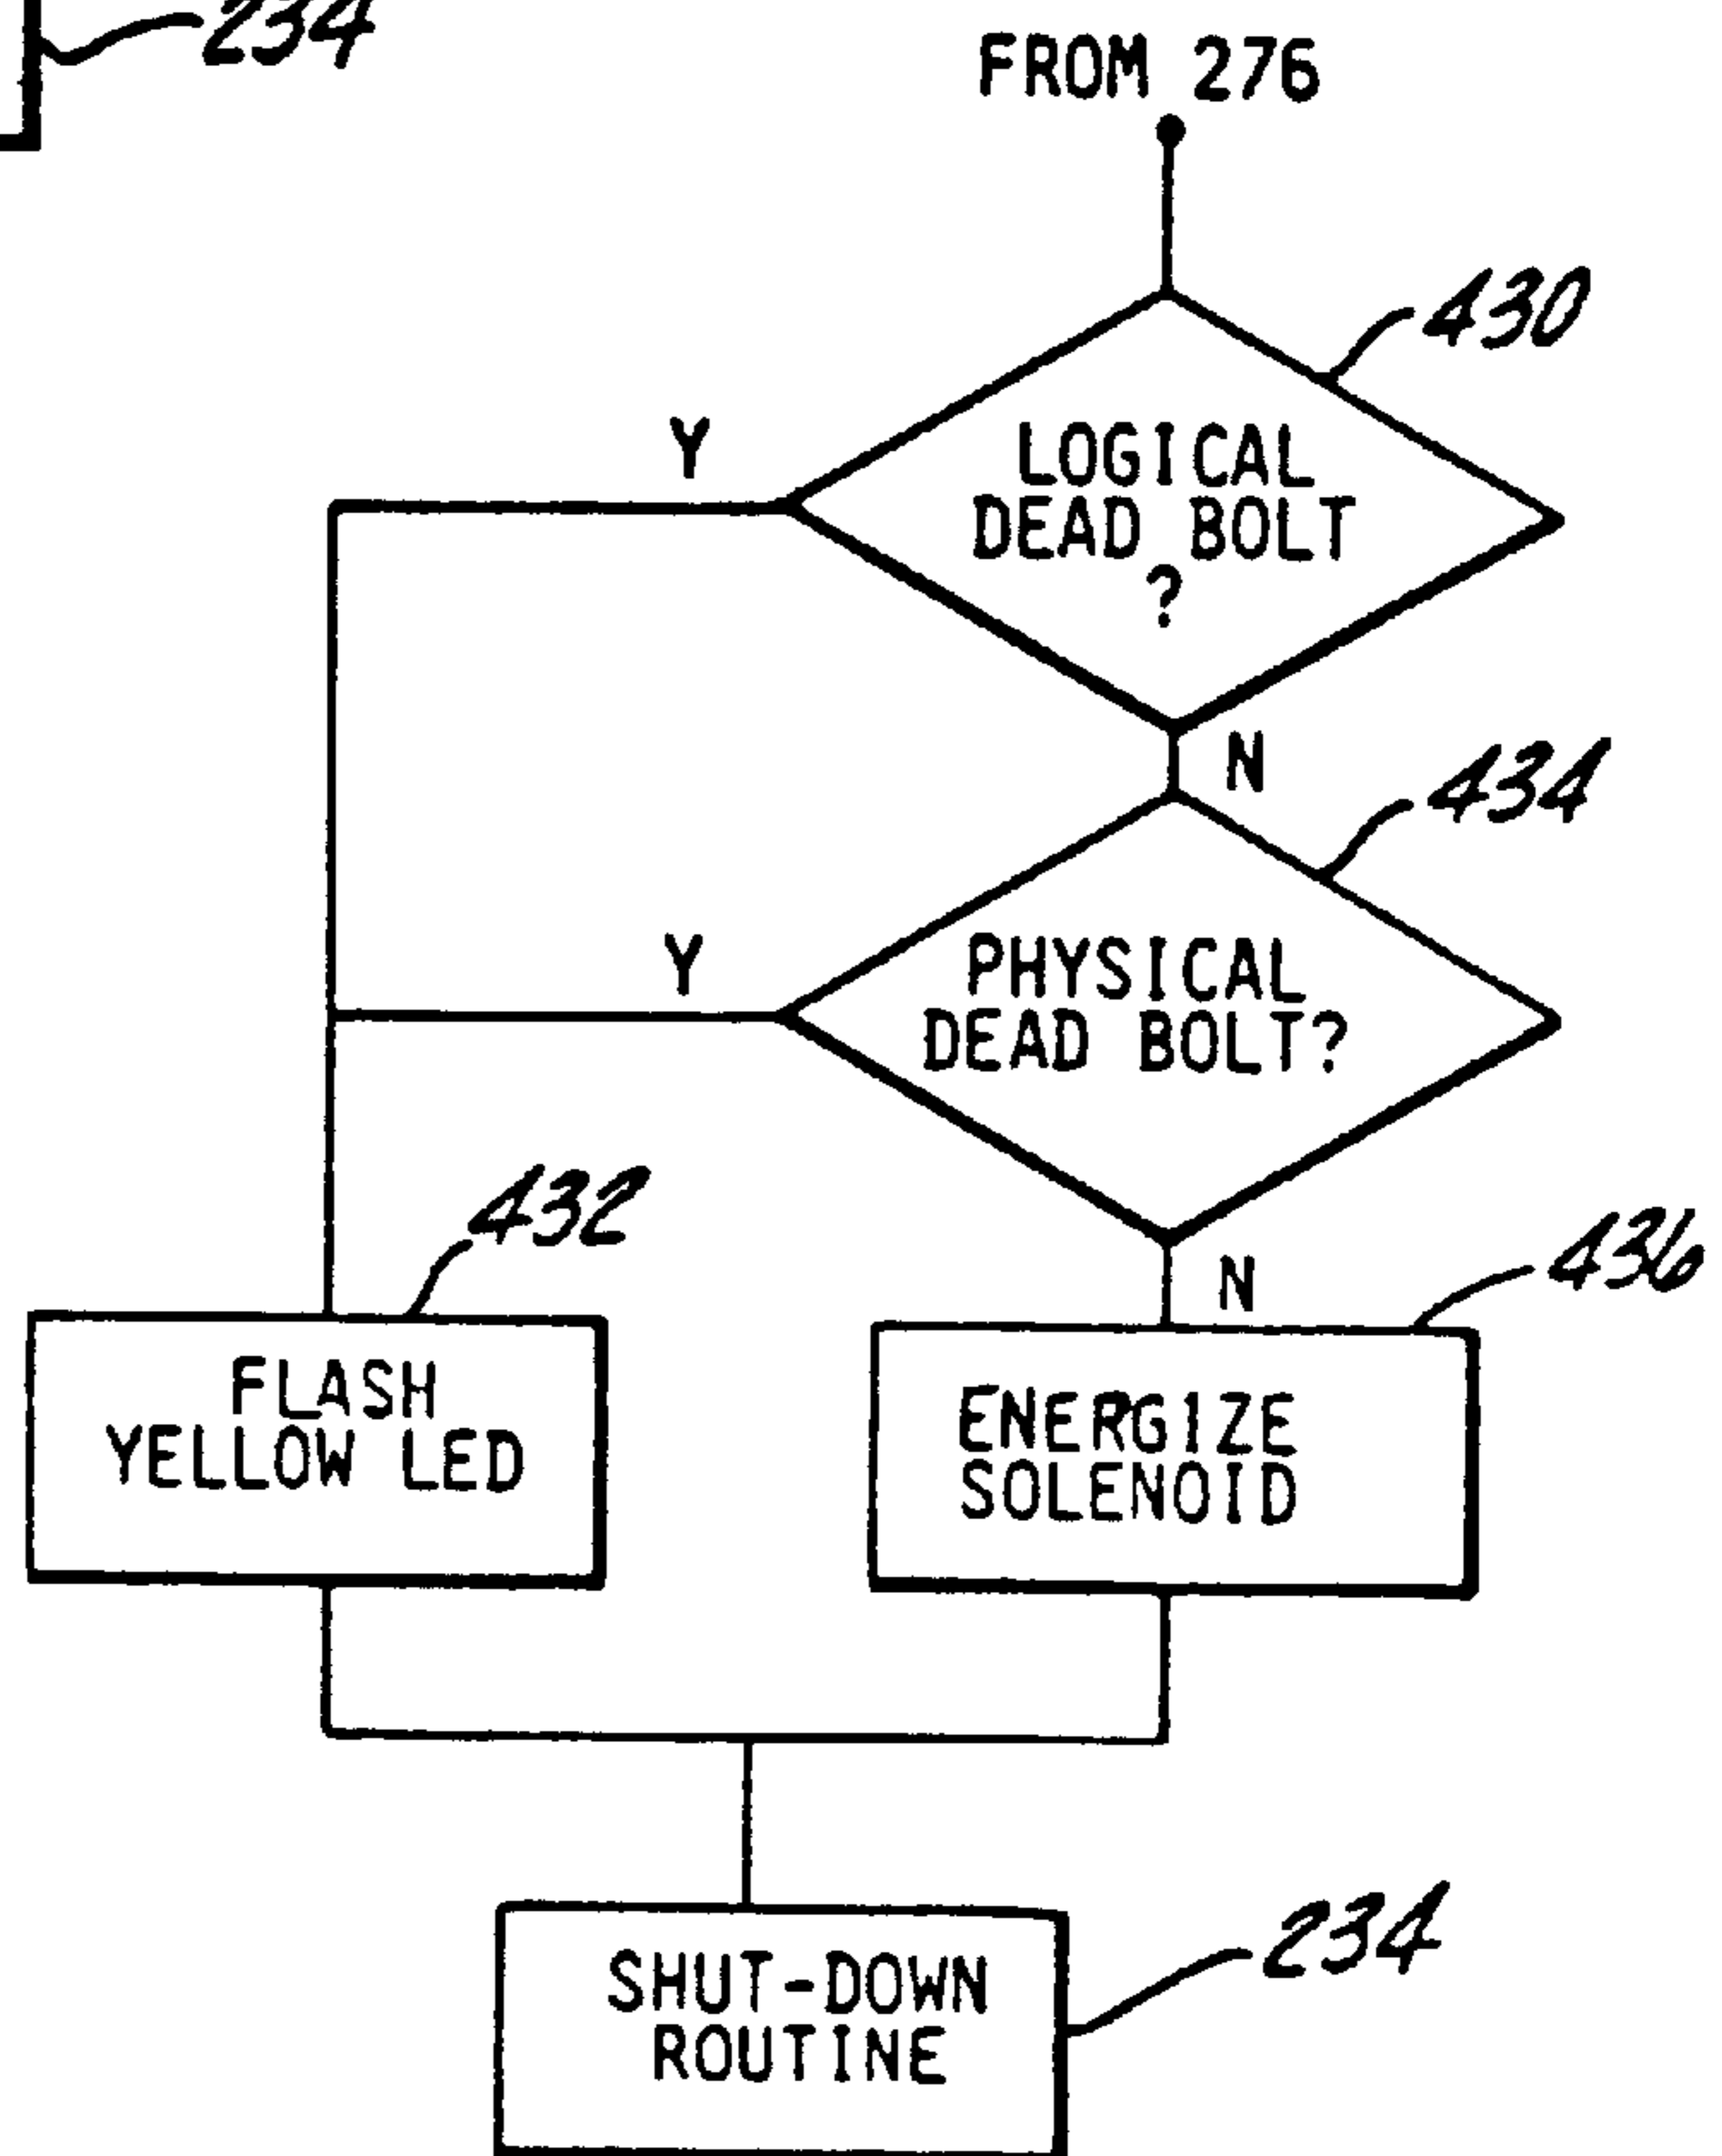 234
FROM 276
430
Y
LOGICAL
DEAD BOLT
?
N
434
Y
PHYSICAL
DEAD BOLT?
432
N
436
FLASH
YELLOW LED
ENERGIZE
SOLENOID
SHUT-DOWN
ROUTINE
234